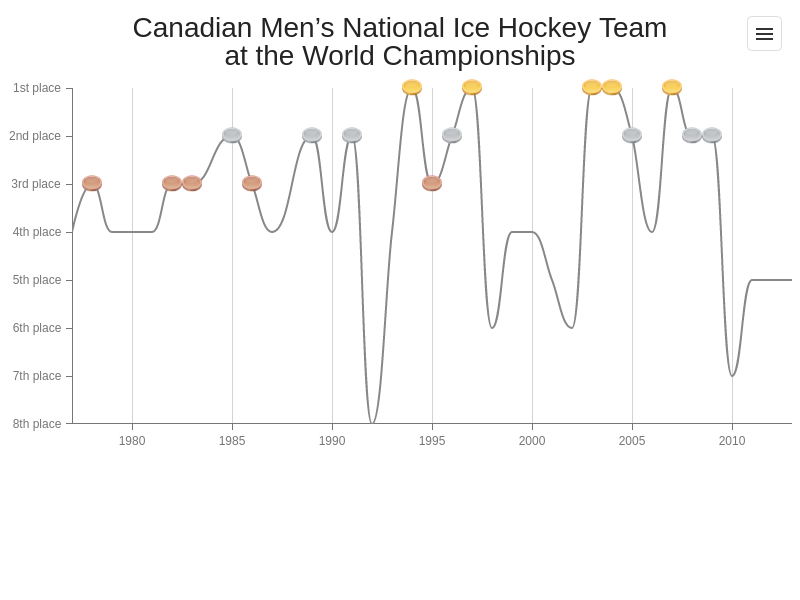 Canadian Men’s National Ice Hockey Team
at the World Championships
1st place
2nd place
3rd place
4th place
5th place
6th place
7th place
8th place
1980
1985
1990
1995
2000
2005
2010